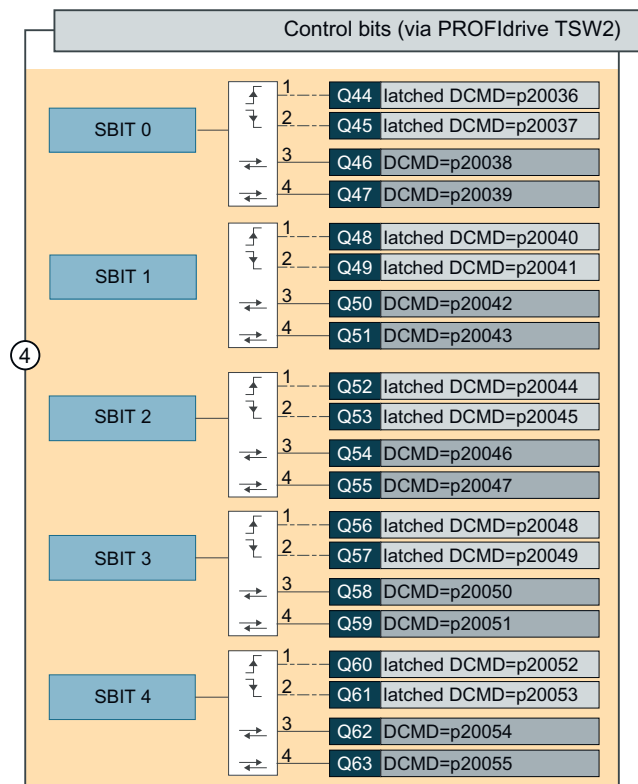 Control bits (via PROFIdrive TSW2)
SBIT 0
1 Q44 latched DCMD=p20036
2 Q45 latched DCMD=p20037
3 Q46 DCMD=p20038
4 Q47 DCMD=p20039
SBIT 1
1 Q48 latched DCMD=p20040
2 Q49 latched DCMD=p20041
3 Q50 DCMD=p20042
4 Q51 DCMD=p20043
4
SBIT 2
1 Q52 latched DCMD=p20044
2 Q53 latched DCMD=p20045
3 Q54 DCMD=p20046
4 Q55 DCMD=p20047
SBIT 3
1 Q56 latched DCMD=p20048
2 Q57 latched DCMD=p20049
3 Q58 DCMD=p20050
4 Q59 DCMD=p20051
SBIT 4
1 Q60 latched DCMD=p20052
2 Q61 latched DCMD=p20053
3 Q62 DCMD=p20054
4 Q63 DCMD=p20055